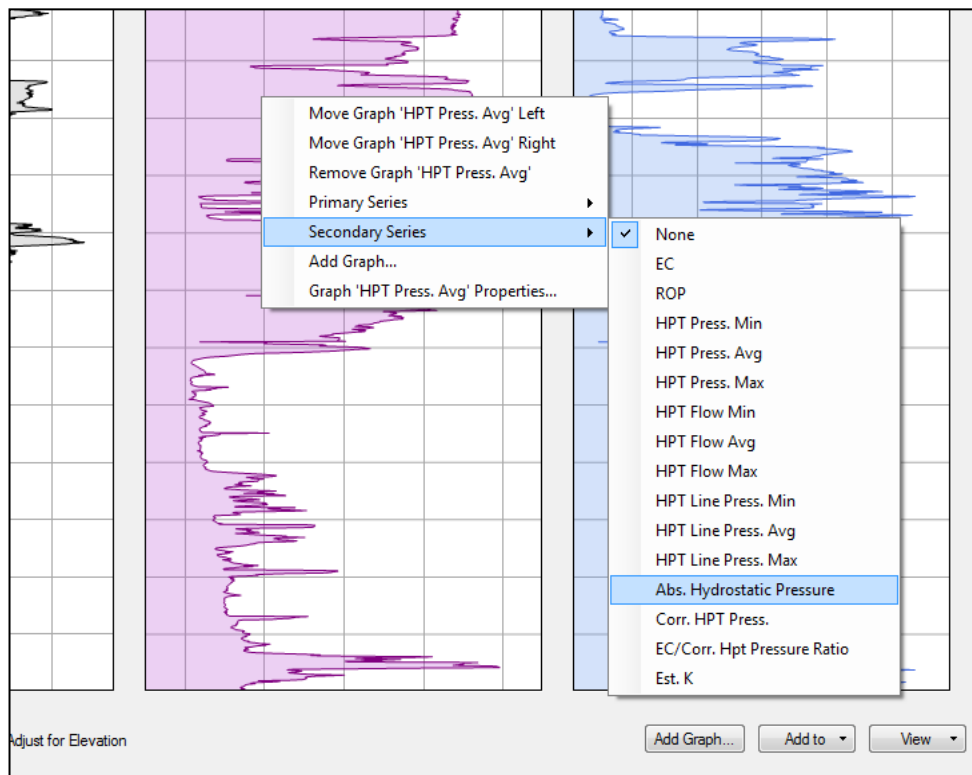 Move Graph 'HPT Press. Avg' Left
Move Graph 'HPT Press. Avg' Right
Remove Graph 'HPT Press. Avg'
Primary Series
Secondary Series
Add Graph...
Graph 'HPT Press. Avg' Properties...
None
EC
ROP
HPT Press. Min
HPT Press. Avg
HPT Press. Max
HPT Flow Min
HPT Flow Avg
HPT Flow Max
HPT Line Press. Min
HPT Line Press. Avg
HPT Line Press. Max
Abs. Hydrostatic Pressure
Corr. HPT Press.
EC/Corr. Hpt Pressure Ratio
Est. K
Adjust for Elevation
Add Graph...
Add to
View